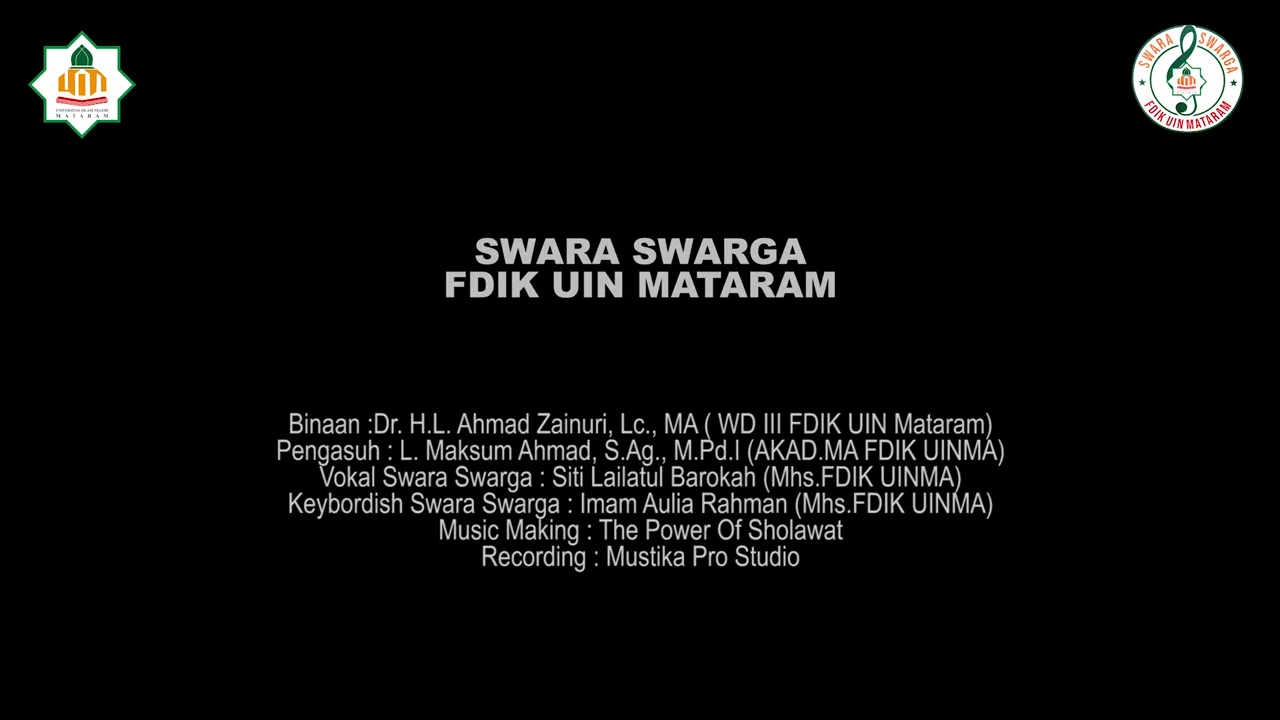 UNIVERSITAS ISLAM NEGERI
MATARAM
SWARA SWARGA
FDIK UIN MATARAM
SWARA SWARGA
FDIK UIN MATARAM
Binaan :Dr. H.L. Ahmad Zainuri, Lc., MA ( WD III FDIK UIN Mataram)
Pengasuh : L. Maksum Ahmad, S.Ag., M.Pd.I (AKAD.MA FDIK UINMA)
Vokal Swara Swarga : Siti Lailatul Barokah (Mhs.FDIK UINMA)
Keybordish Swara Swarga : Imam Aulia Rahman (Mhs.FDIK UINMA)
Music Making : The Power Of Sholawat
Recording : Mustika Pro Studio